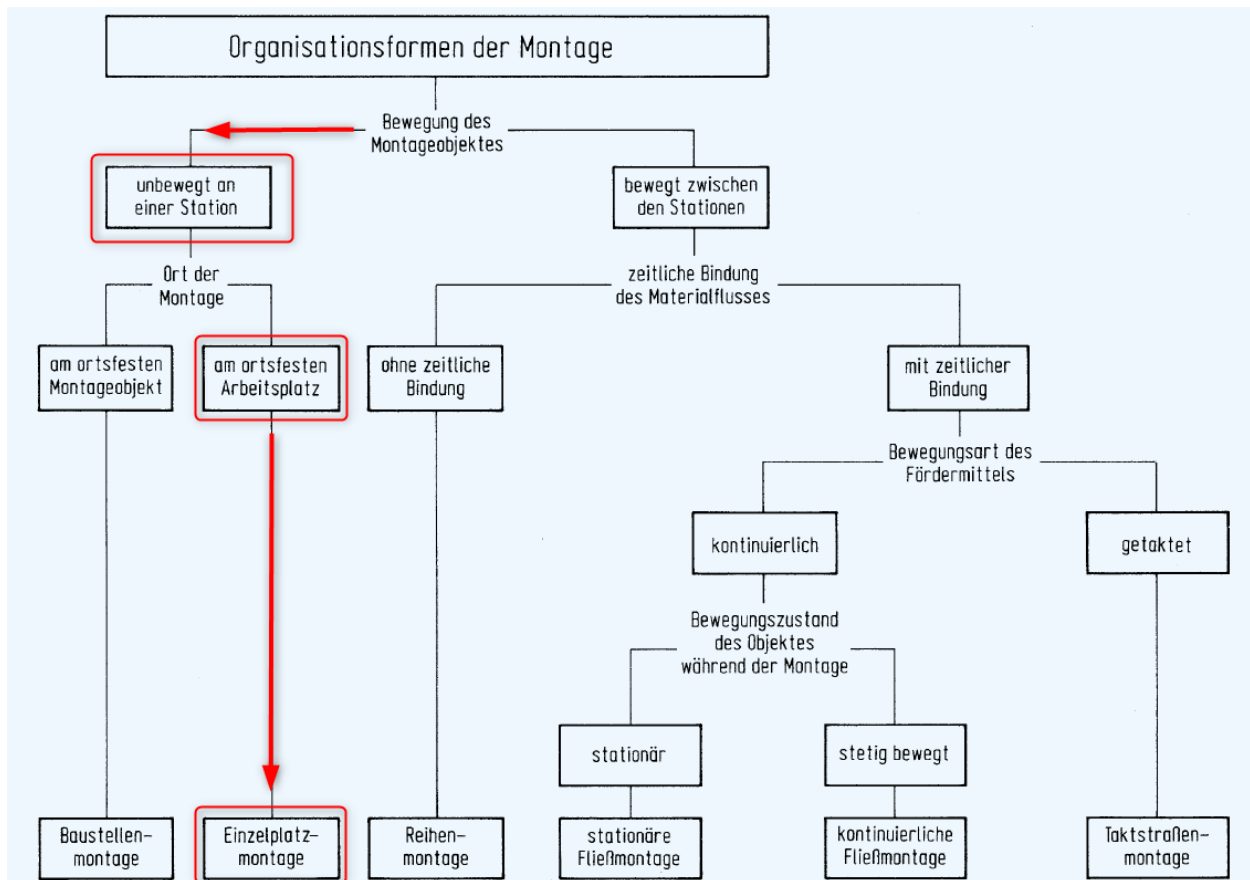 Organisationsformen der Montage
Bewegung des
Montageobjektes
unbewegt an
einer Station
bewegt zwischen
den Stationen
Ort der
Montage
zeitliche Bindung
des Materialflusses
am ortsfesten
Montageobjekt
am ortsfesten
Arbeitsplatz
ohne zeitliche
Bindung
mit zeitlicher
Bindung
Bewegungsart des
Fördermittels
kontinuierlich
getaktet
Bewegungszustand
des Objektes
während der Montage
stationär
stetig bewegt
Baustellen-
montage
Einzelplatz-
montage
Reihen-
montage
stationäre
Fließmontage
kontinuierliche
Fließmontage
Taktstraßen-
montage